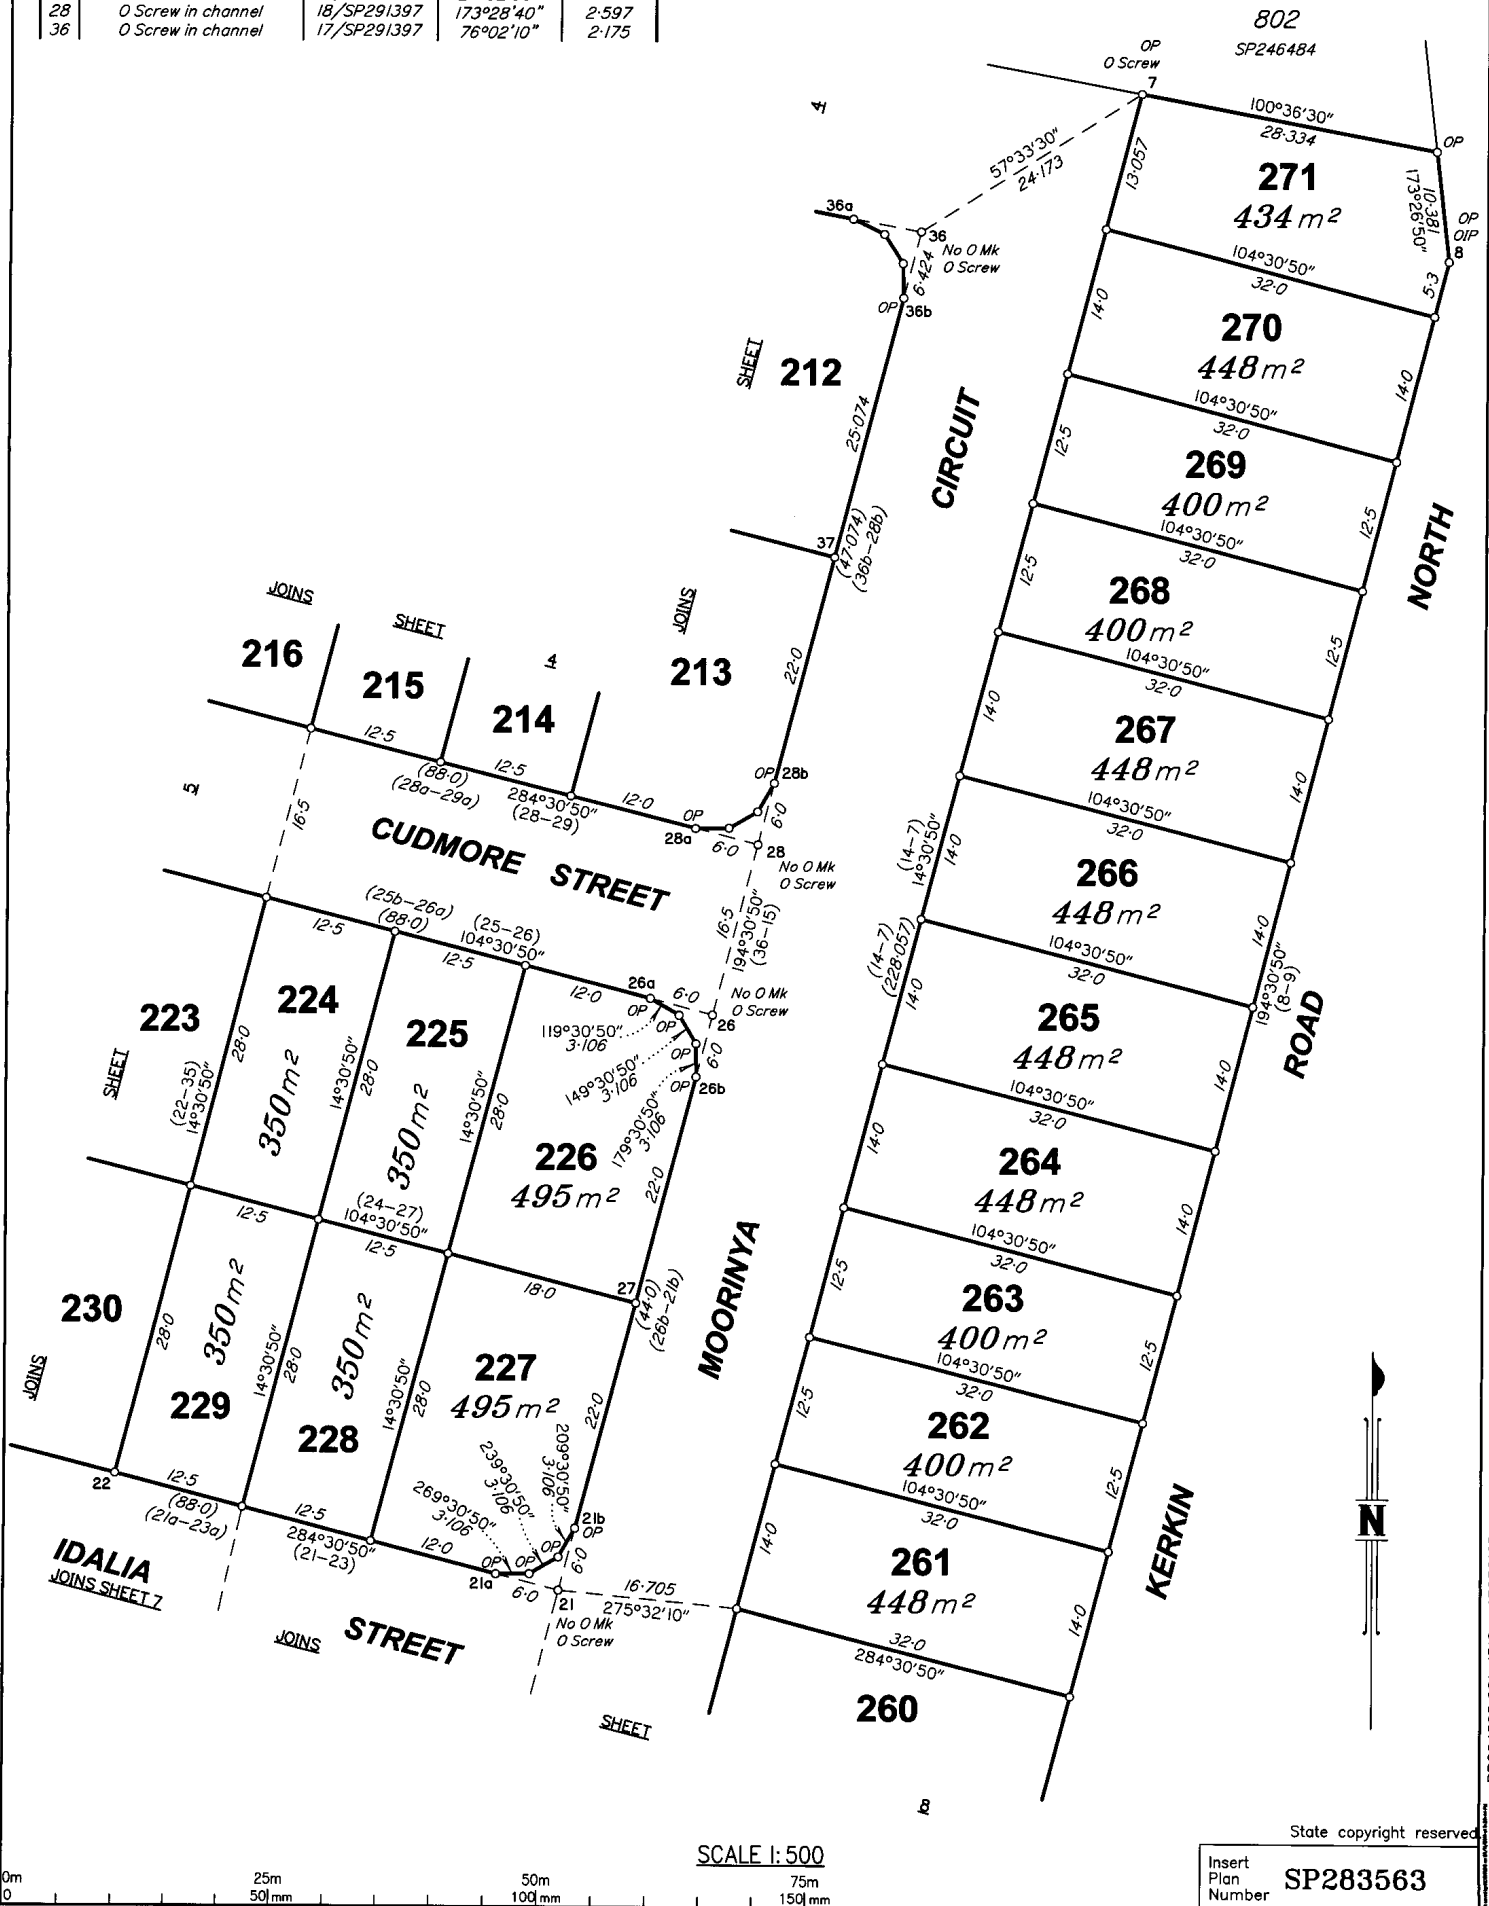 28 O Screw in channel 18/SP291397 173°28'40" 2·597
36 O Screw in channel 17/SP291397 76°02'10" 2·175
802
SP246484
OP
O Screw
7
100°36'30"
28·334
OP
4
57°33'30"
24·173
13·057
271
434 m²
10·381
173°26'50"
OP
OIP
8
36a
36
No O Mk
O Screw
6·424
OP
36b
104°30'50"
32·0
5·3
14·0
270
448 m²
14·0
SHEET
212
25·074
CIRCUIT
104°30'50"
32·0
12·5
269
400 m²
12·5
NORTH
37
(47·074)
(36b-28b)
104°30'50"
32·0
12·5
268
400 m²
12·5
JOINS
SHEET
4
JOINS
216
215
214
213
22·0
104°30'50"
32·0
14·0
267
448 m²
14·0
12·5
(88·0)
(28a-29a)
12·5
284°30'50"
(28-29)
12·0
OP
28a
OP
28b
6·0
6·0
28
No O Mk
O Screw
5
16·5
CUDMORE STREET
104°30'50"
32·0
(14-7)
14°30'50"
14·0
266
448 m²
14·0
16·5
194°30'50"
(36-15)
(25b-26a)
(88·0)
12·5
(25-26)
104°30'50"
12·5
12·0
26a
6·0
No O Mk
O Screw
26
OP
OP
OP
OP
6·0
26b
119°30'50"
3·106
149°30'50"
3·106
179°30'50"
3·106
104°30'50"
32·0
(14-7)
(228·057)
14·0
265
448 m²
194°30'50"
(8-9)
14·0
ROAD
223
224
225
28·0
350 m²
14°30'50"
28·0
350 m²
14°30'50"
28·0
SHEET
(22-35)
14°30'50"
226
495 m²
22·0
104°30'50"
32·0
14·0
264
448 m²
14·0
12·5
(24-27)
104°30'50"
12·5
18·0
27
(44·0)
(26b-21b)
MOORINYA
104°30'50"
32·0
12·5
263
400 m²
12·5
230
JOINS
28·0
350 m²
229
14°30'50"
28·0
350 m²
228
14°30'50"
28·0
227
495 m²
22·0
104°30'50"
32·0
12·5
262
400 m²
12·5
209°30'50"
3·106
239°30'50"
3·106
269°30'50"
3·106
22
12·5
(88·0)
(21a-23a)
12·5
284°30'50"
(21-23)
12·0
OP
OP
21a
21b
OP
6·0
6·0
21
No O Mk
O Screw
16·705
275°32'10"
104°30'50"
32·0
14·0
261
448 m²
14·0
KERKIN
N
IDALIA
JOINS SHEET 7
JOINS
STREET
SHEET
32·0
284°30'50"
260
8
SCALE 1:500
State copyright reserved
Insert
Plan
Number
SP283563
0m 25m 50m 75m
0 50 mm 100 mm 150 mm